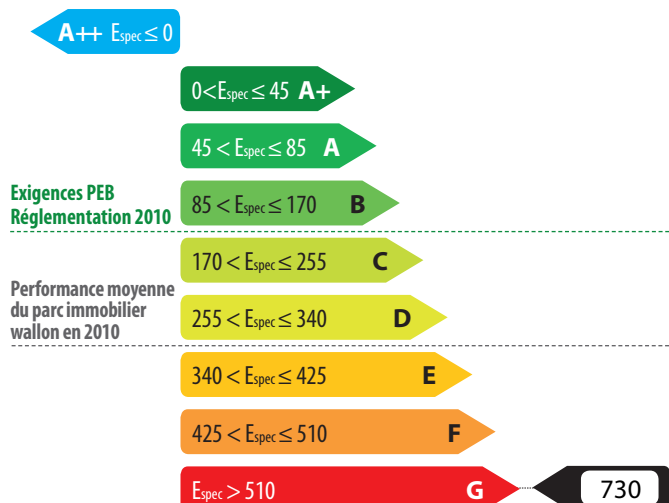 A++ Espec ≤ 0
0<Espec ≤ 45 A+
45 < Espec ≤ 85 A
Exigences PEB
Réglementation 2010
85 < Espec ≤ 170 B
170 < Espec ≤ 255 C
Performance moyenne
du parc immobilier
wallon en 2010
255 < Espec ≤ 340 D
340 < Espec ≤ 425 E
425 < Espec ≤ 510 F
Espec > 510 G
730